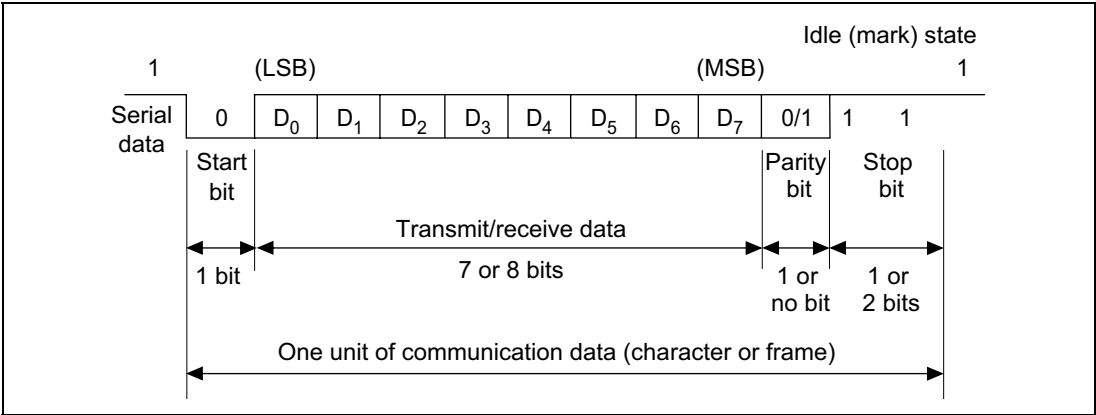 Idle (mark) state
1 (LSB) (MSB) 1
Serial data
0 D0 D1 D2 D3 D4 D5 D6 D7 0/1 1 1
Start bit
Parity bit
Stop bit
Transmit/receive data
1 bit
7 or 8 bits
1 or no bit
1 or 2 bits
One unit of communication data (character or frame)